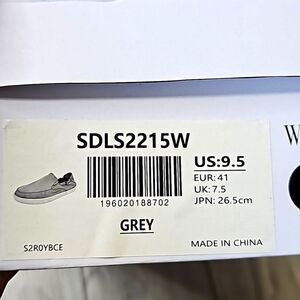 SDLS2215W
US:9.5
EUR: 41
UK: 7.5
JPN: 26.5cm
196020188702
GREY
S2R0YBCE
MADE IN CHINA
W